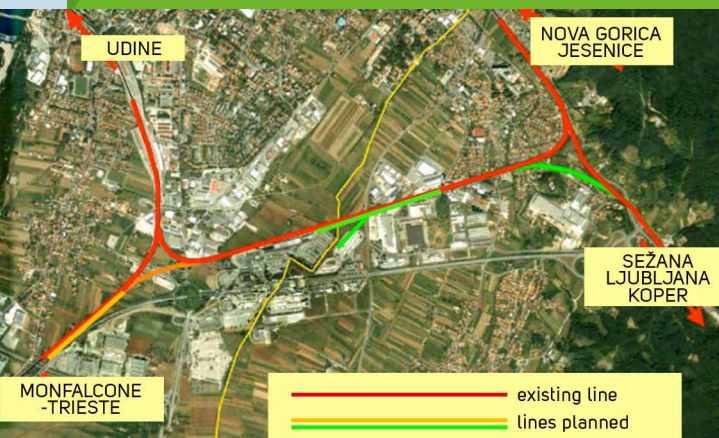 UDINE
NOVA GORICA
JESENICE
SEŽANA
LJUBLJANA
KOPER
MONFALCONE
-TRIESTE
existing line
lines planned